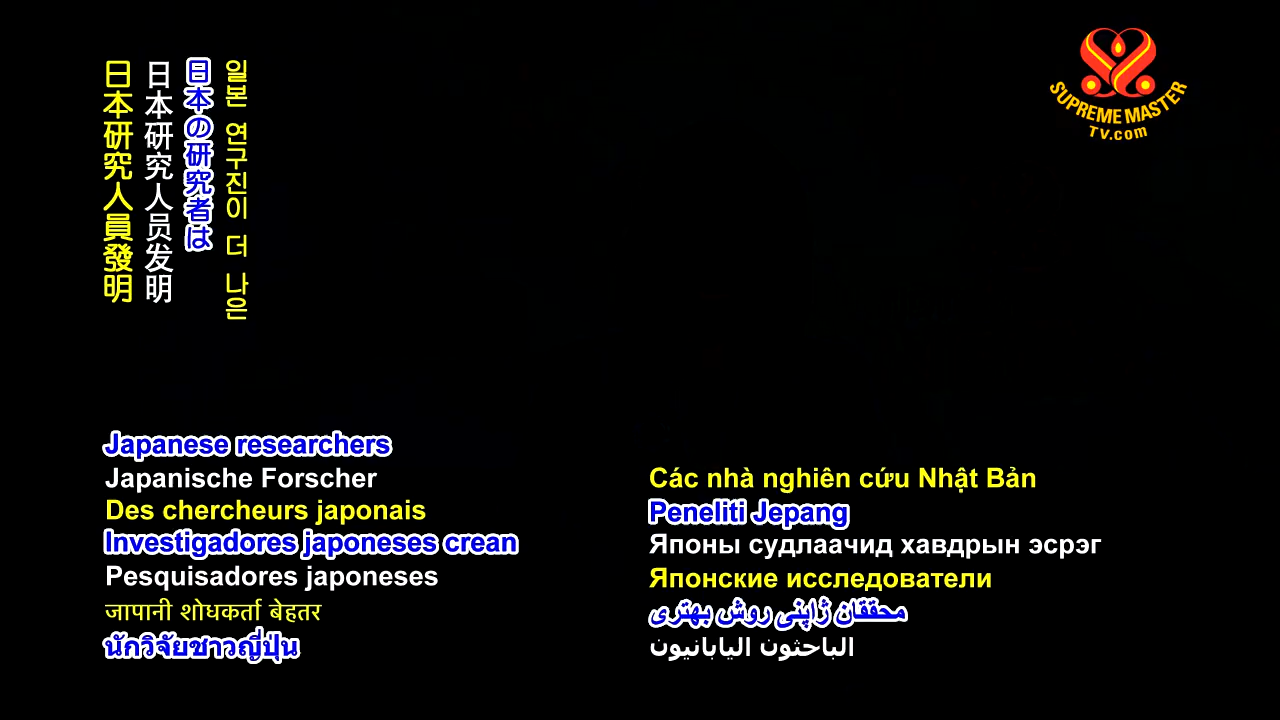 日本研究人員發明
日本研究人员发明
日本の研究者は
일본 연구진이 더 나은
SUPREME MASTER
TV.com
Japanese researchers
Japanische Forscher
Des chercheurs japonais
Investigadores japoneses crean
Pesquisadores japoneses
जापानी शोधकर्ता बेहतर
นักวิจัยชาวญี่ปุ่น
Các nhà nghiên cứu Nhật Bản
Peneliti Jepang
Японы судлаачид хавдрын эсрэг
Японские исследователи
محققان ژاپنی روش بهتری
الباحثون اليابانيون